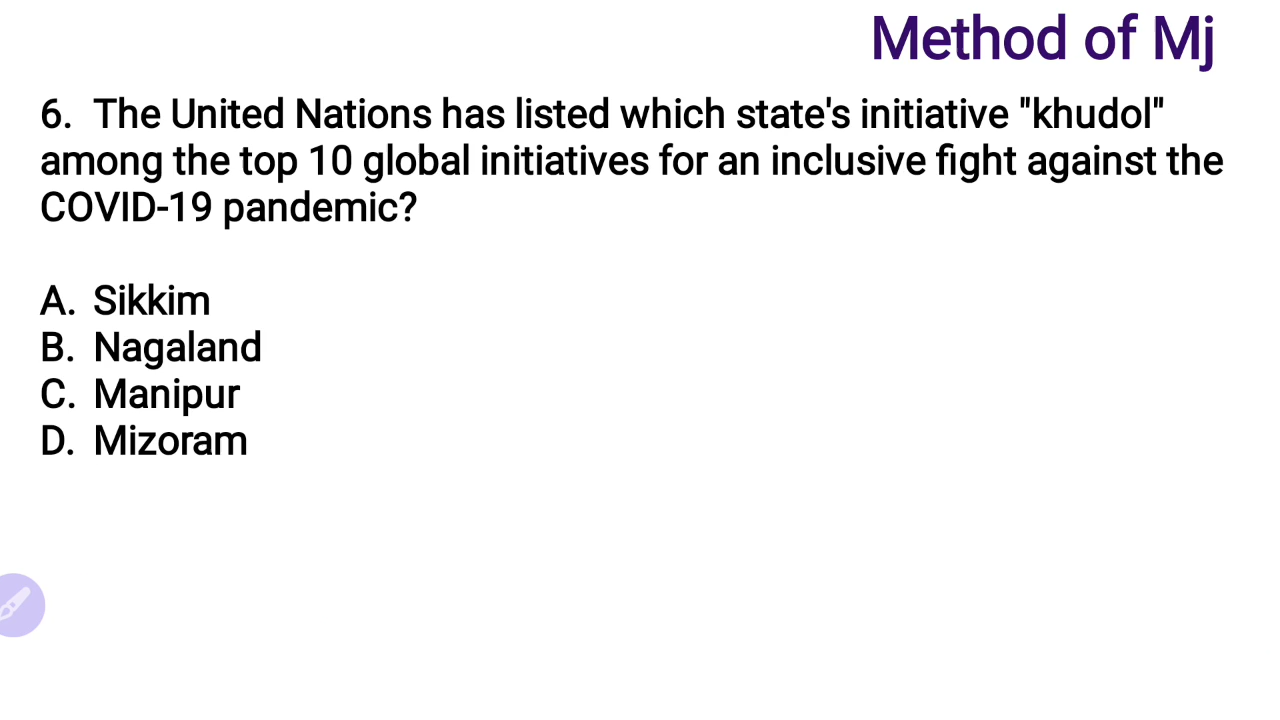 Method of Mj
6. The United Nations has listed which state's initiative "khudol"
among the top 10 global initiatives for an inclusive fight against the
COVID-19 pandemic?
A. Sikkim
B. Nagaland
C. Manipur
D. Mizoram